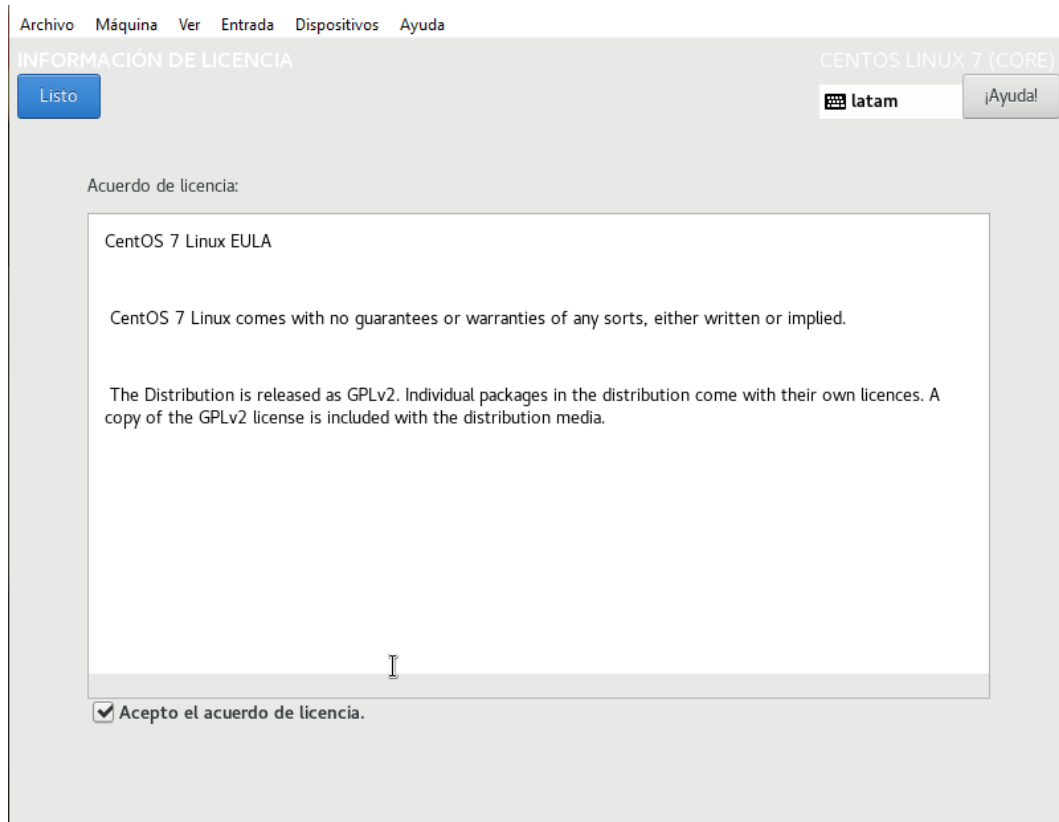 Archivo Máquina Ver Entrada Dispositivos Ayuda
INFORMACIÓN DE LICENCIA
CENTOS LINUX 7 (CORE)
Listo
latam
¡Ayuda!
Acuerdo de licencia:
CentOS 7 Linux EULA
CentOS 7 Linux comes with no guarantees or warranties of any sorts, either written or implied.
The Distribution is released as GPLv2. Individual packages in the distribution come with their own licences. A
copy of the GPLv2 license is included with the distribution media.
Acepto el acuerdo de licencia.